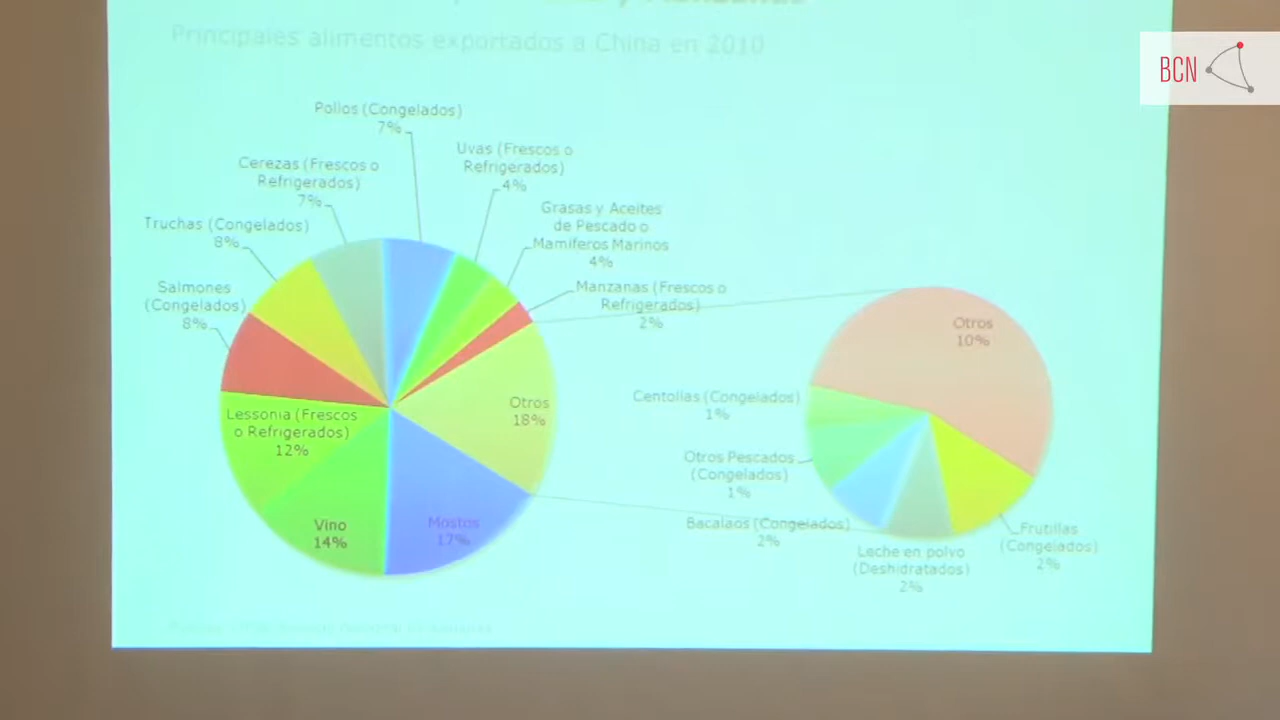 Principales alimentos exportados a China en 2010
BCN
Pollos (Congelados)
7%
Uvas (Frescos o
Refrigerados)
4%
Cerezas (Frescos o
Refrigerados)
7%
Grasas y Aceites
de Pescado o
Mamiferos Marinos
4%
Truchas (Congelados)
8%
Salmones
(Congelados)
8%
Manzanas (Frescos o
Refrigerados)
2%
Otros
18%
Lessonia (Frescos
o Refrigerados)
12%
Vino
14%
Mostos
17%
Otros
10%
Centollas (Congelados)
1%
Otros Pescados
(Congelados)
1%
Bacalaos (Congelados)
2%
Leche en polvo
(Deshidratados)
2%
Frutillas
(Congelados)
2%